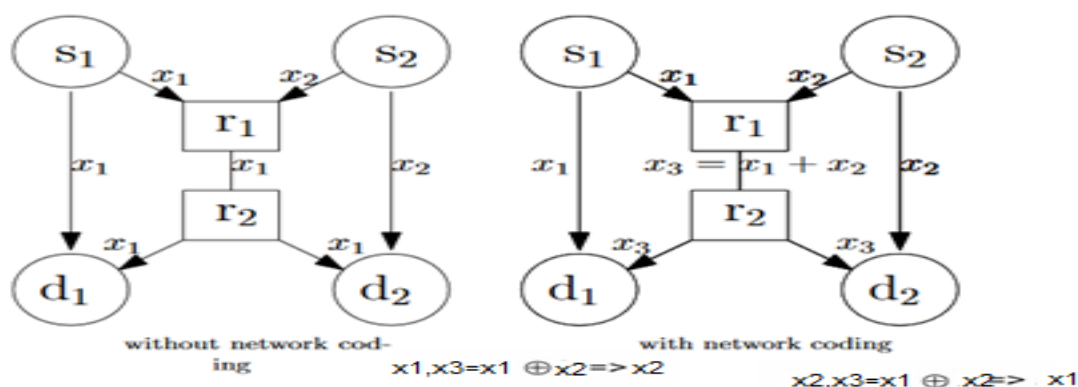 s1 s2
x1 x2
r1
x1 x1 x2
r2
x1 x1
d1 d2
without network cod-
ing
s1 s2
x1 x2
r1
x1 x3 = x1 + x2 x2
r2
x3 x3
d1 d2
with network coding
x1,x3=x1 ⊕x2=>x2
x2,x3=x1 ⊕ x2=> x1